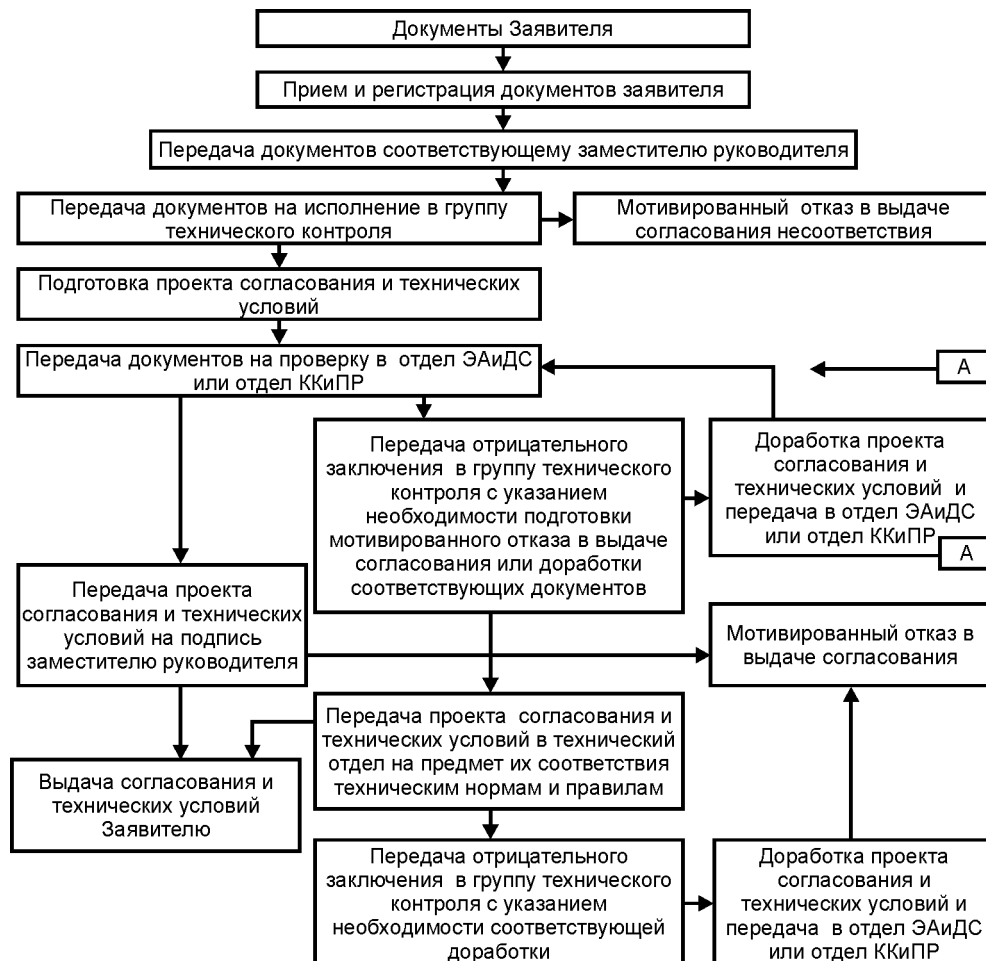 Документы Заявителя
Прием и регистрация документов заявителя
Передача документов соответствующему заместителю руководителя
Передача документов на исполнение в группу
технического контроля
Мотивированный отказ в выдаче
согласования несоответствия
Подготовка проекта согласования и технических
условий
Передача документов на проверку в отдел ЭАиДС
или отдел ККиПР
А
Передача отрицательного
заключения в группу технического
контроля с указанием
необходимости подготовки
мотивированного отказа в выдаче
согласования или доработки
соответствующих документов
Доработка проекта
согласования и
технических условий и
передача в отдел ЭАиДС
или отдел ККиПР
А
Передача проекта
согласования и технических
условий на подпись
заместителю руководителя
Мотивированный отказ в
выдаче согласования
Передача проекта согласования и
технических условий в технический
отдел на предмет их соответствия
техническим нормам и правилам
Выдача согласования и
технических условий
Заявителю
Передача отрицательного
заключения в группу технического
контроля с указанием
необходимости соответствующей
доработки
Доработка проекта
согласования и
технических условий и
передача в отдел ЭАиДС
или отдел ККиПР